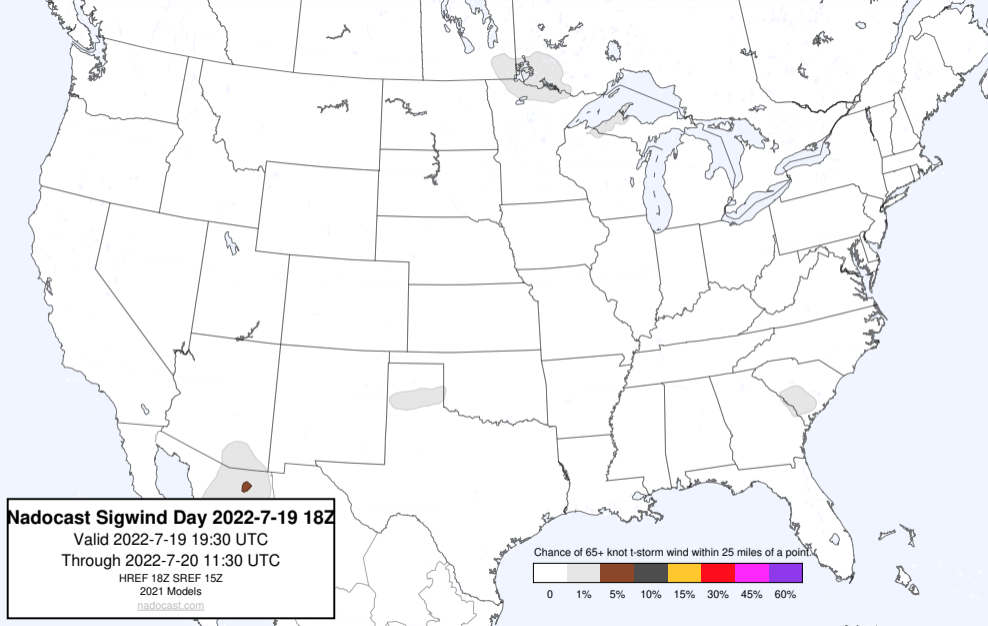 Nadocast Sigwind Day 2022-7-19 18Z
Valid 2022-7-19 19:30 UTC
Through 2022-7-20 11:30 UTC
HREF 18Z SREF 15Z
2021 Models
nadocast.com
Chance of 65+ knot t-storm wind within 25 miles of a point.
0 1% 5% 10% 15% 30% 45% 60%